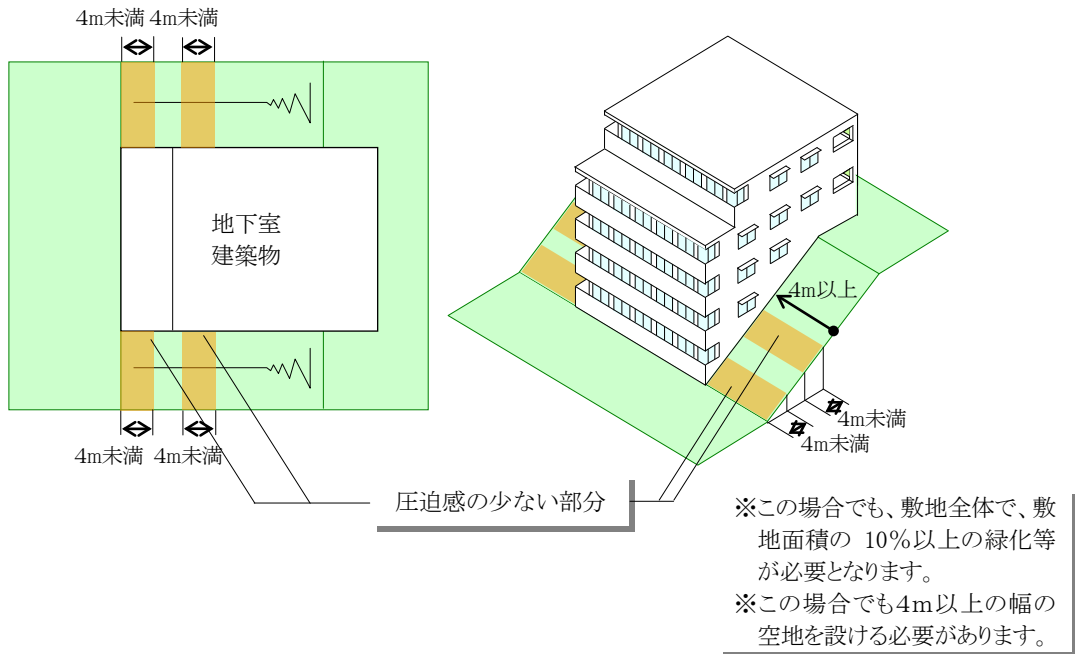 4m未満 4m未満
地下室
建築物
4m以上
4m未満
4m未満
4m未満 4m未満
圧迫感の少ない部分
※この場合でも、敷地全体で、敷
地面積の 10%以上の緑化等
が必要となります。
※この場合でも4m以上の幅の
空地を設ける必要があります。